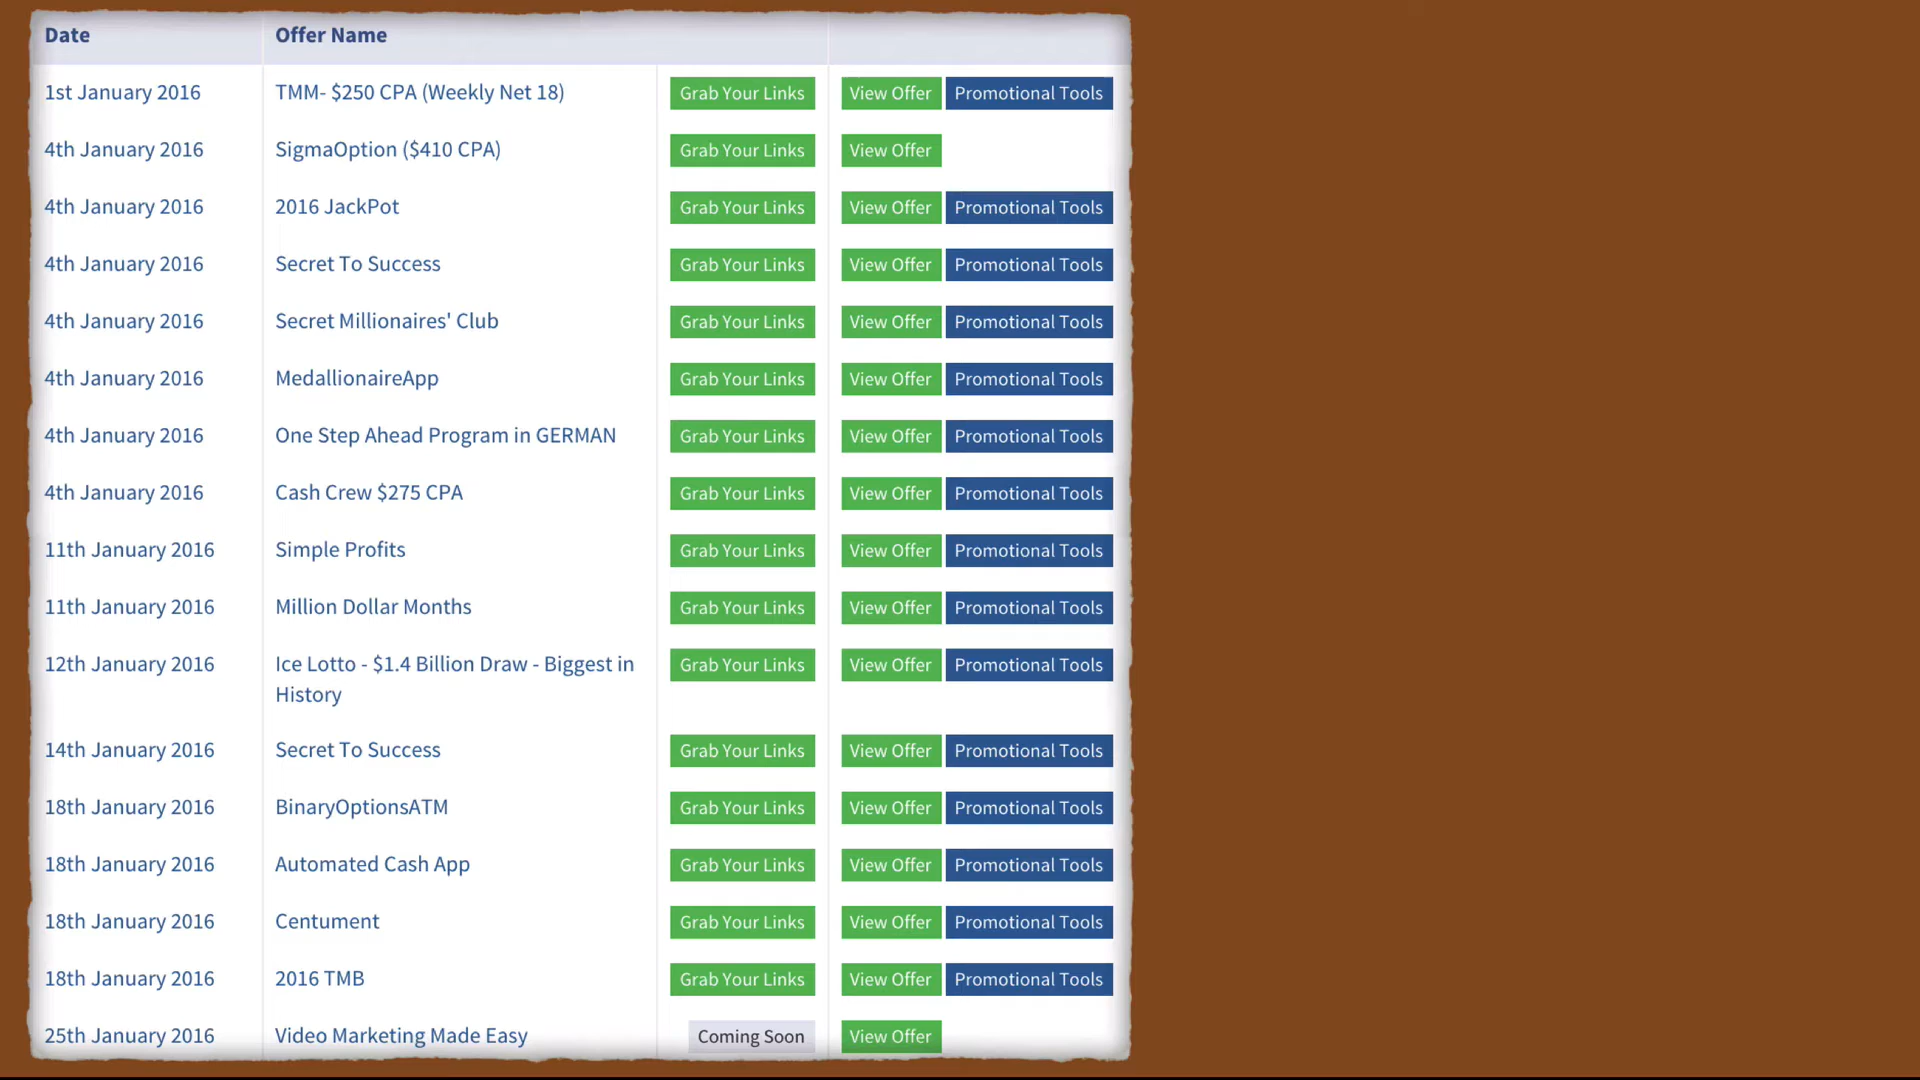 Date Offer Name
1st January 2016 TMM- $250 CPA (Weekly Net 18) Grab Your Links View Offer Promotional Tools
4th January 2016 SigmaOption ($410 CPA) Grab Your Links View Offer
4th January 2016 2016 JackPot Grab Your Links View Offer Promotional Tools
4th January 2016 Secret To Success Grab Your Links View Offer Promotional Tools
4th January 2016 Secret Millionaires' Club Grab Your Links View Offer Promotional Tools
4th January 2016 MedallionaireApp Grab Your Links View Offer Promotional Tools
4th January 2016 One Step Ahead Program in GERMAN Grab Your Links View Offer Promotional Tools
4th January 2016 Cash Crew $275 CPA Grab Your Links View Offer Promotional Tools
11th January 2016 Simple Profits Grab Your Links View Offer Promotional Tools
11th January 2016 Million Dollar Months Grab Your Links View Offer Promotional Tools
12th January 2016 Ice Lotto - $1.4 Billion Draw - Biggest in Grab Your Links View Offer Promotional Tools
History
14th January 2016 Secret To Success Grab Your Links View Offer Promotional Tools
18th January 2016 BinaryOptionsATM Grab Your Links View Offer Promotional Tools
18th January 2016 Automated Cash App Grab Your Links View Offer Promotional Tools
18th January 2016 Centument Grab Your Links View Offer Promotional Tools
18th January 2016 2016 TMB Grab Your Links View Offer Promotional Tools
25th January 2016 Video Marketing Made Easy Coming Soon View Offer